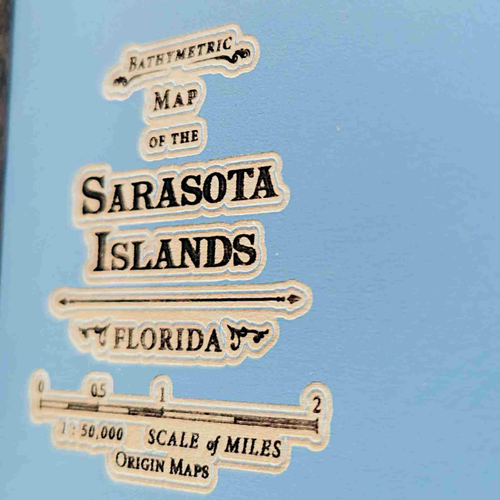 BATHYMETRIC
MAP
OF THE
SARASOTA
ISLANDS
FLORIDA
0 0.5 1 2
1:50,000 SCALE of MILES
ORIGIN MAPS